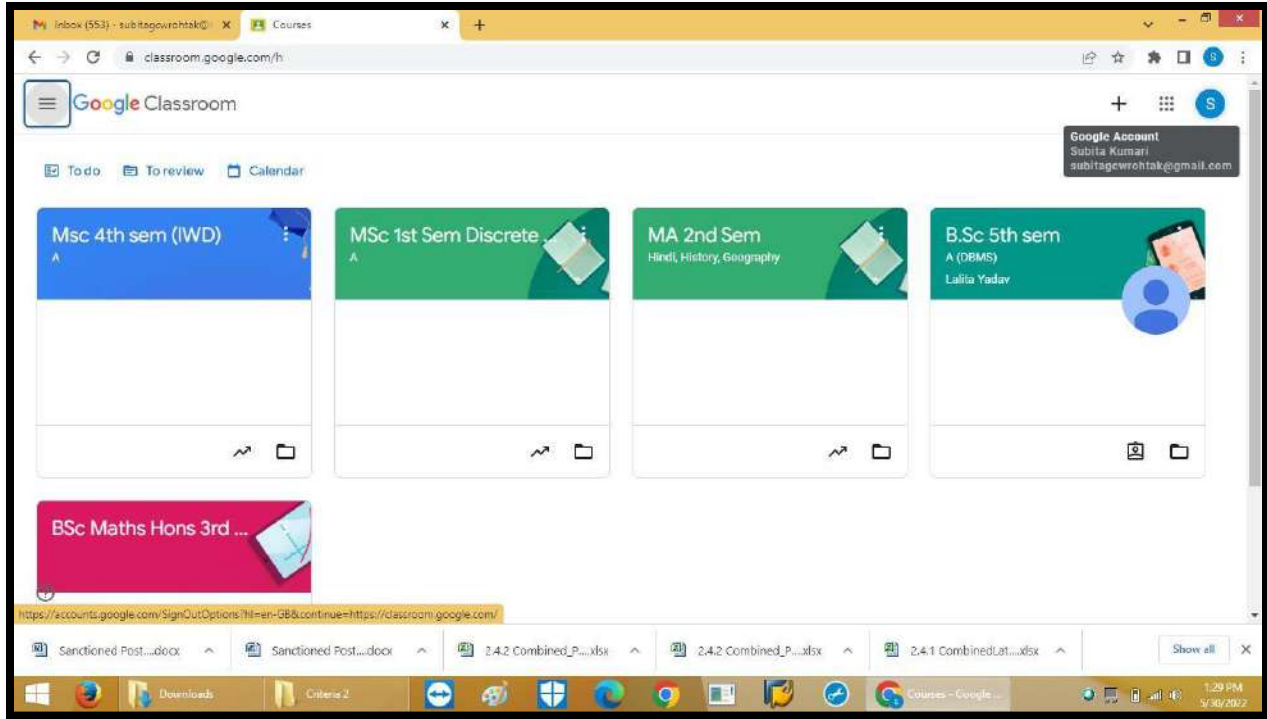 Inbox (553) - subitagcwrohtak@
Courses
classroom.google.com/h
S
Google Classroom
S
Google Account
Subita Kumari
subitagcwrohtak@gmail.com
To do To review Calendar
Msc 4th sem (IWD)
A
MSc 1st Sem Discrete ...
A
MA 2nd Sem
Hindi, History, Geography
B.Sc 5th sem
A (DBMS)
Lalita Yadav
BSc Maths Hons 3rd ...
https://accounts.google.com/SignOutOptions?hl=en-GB&continue=https://classroom.google.com/
Sanctioned Post....docx
Sanctioned Post....docx
2.4.2 Combined_P....xlsx
2.4.2 Combined_P....xlsx
2.4.1 CombinedLat....xlsx
Show all
Downloads
Criteria 2
Courses - Google ...
1:29 PM
5/30/2022